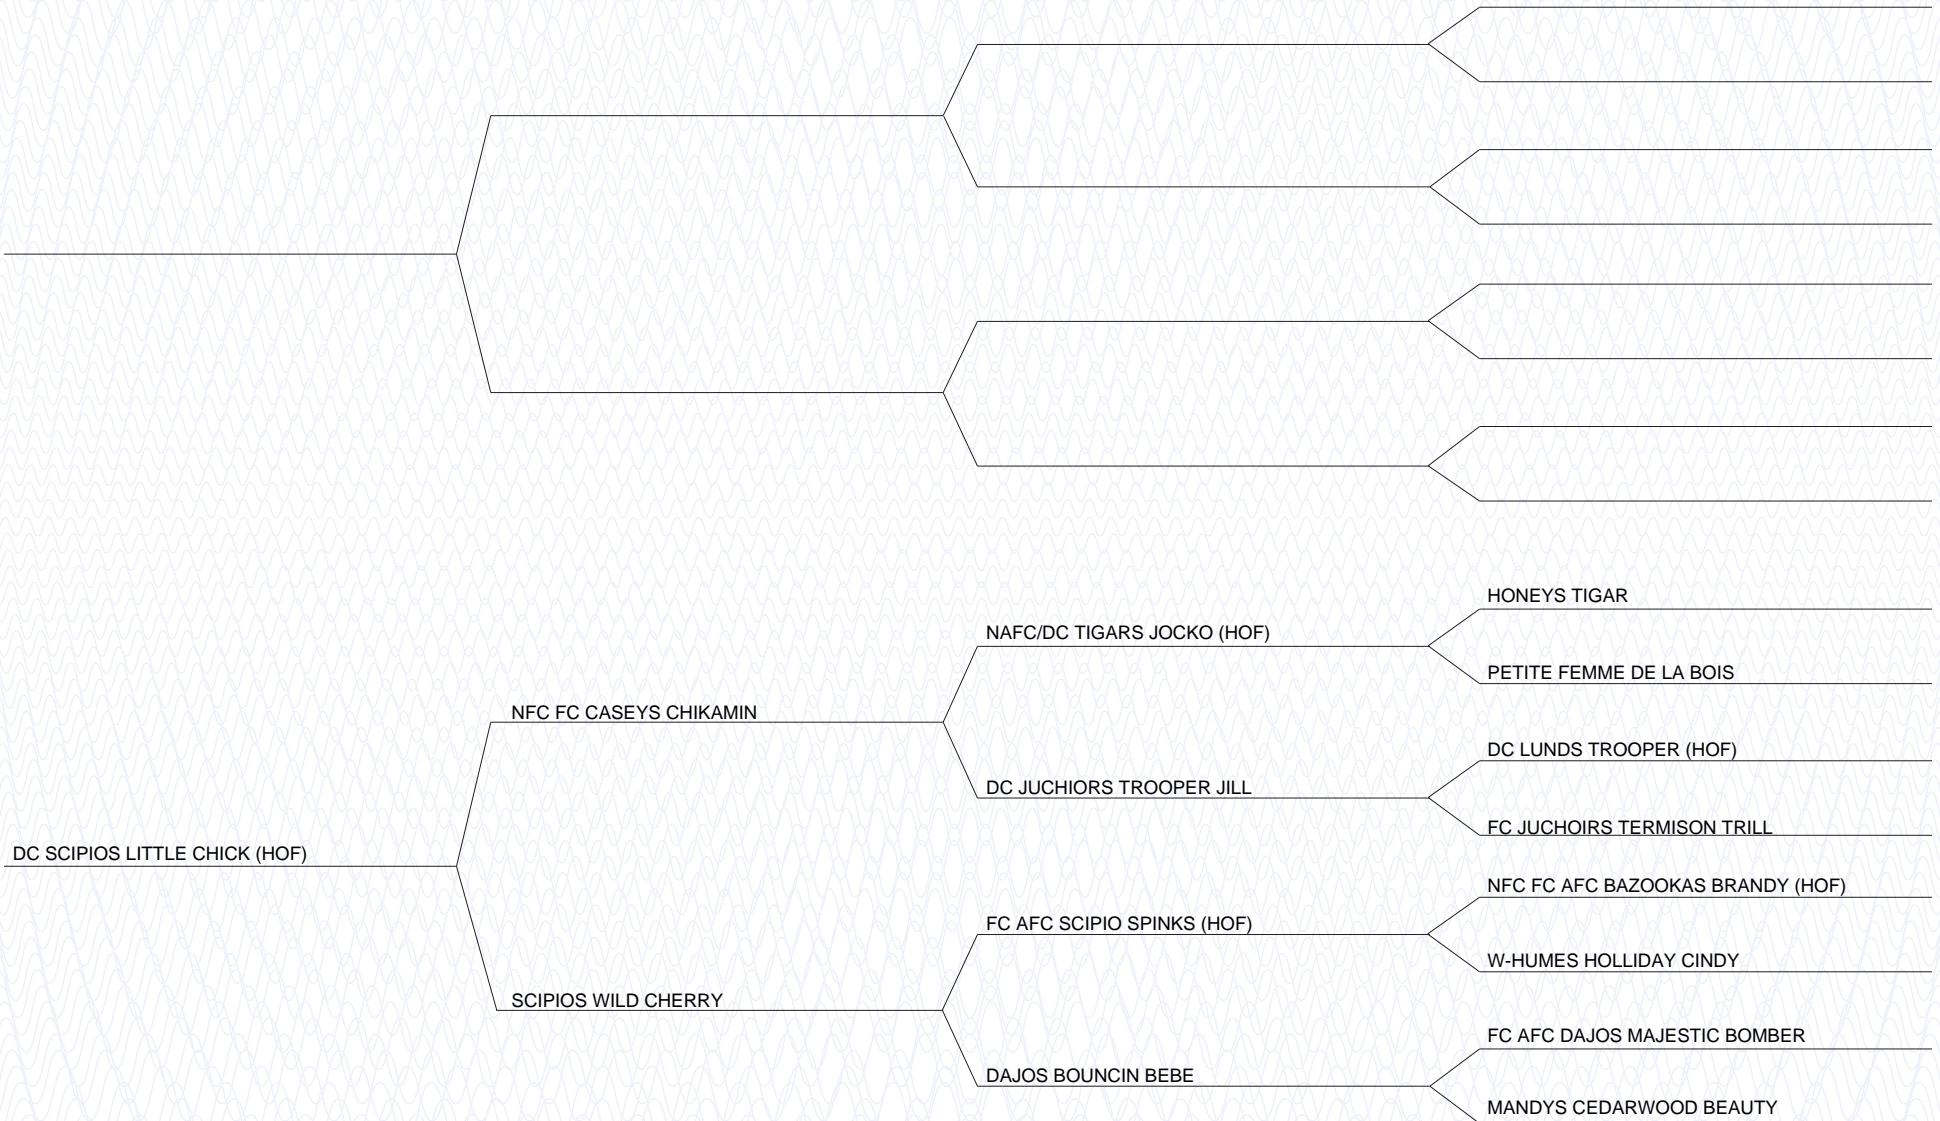 HONEYS TIGAR
NAFC/DC TIGARS JOCKO (HOF)
PETITE FEMME DE LA BOIS
NFC FC CASEYS CHIKAMIN
DC LUNDS TROOPER (HOF)
DC JUCHIORS TROOPER JILL
FC JUCHOIRS TERMISON TRILL
DC SCIPIOS LITTLE CHICK (HOF)
NFC FC AFC BAZOOKAS BRANDY (HOF)
FC AFC SCIPIO SPINKS (HOF)
W-HUMES HOLLIDAY CINDY
SCIPIOS WILD CHERRY
FC AFC DAJOS MAJESTIC BOMBER
DAJOS BOUNCIN BEBE
MANDYS CEDARWOOD BEAUTY